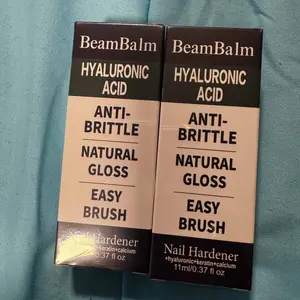 BeamBalm
HYALURONIC
ACID
ANTI-
BRITTLE
NATURAL
GLOSS
EASY
BRUSH
Nail Hardener
+hyaluronic+keratin+calcium
0.37 fl oz
BeamBalm
HYALURONIC
ACID
ANTI-
BRITTLE
NATURAL
GLOSS
EASY
BRUSH
Nail Hardener
+hyaluronic+keratin+calcium
11ml/0.37 fl oz